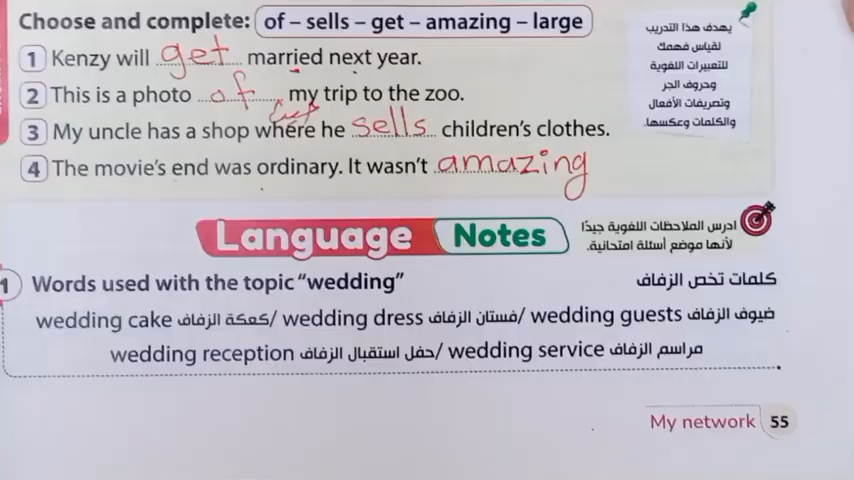 Choose and complete: of – sells – get – amazing – large
يهدف هذا التدريب
لقياس فهمك
للتعبيرات اللغوية
وحروف الجر
وتصريفات الأفعال
والكلمات وعكسها.
1 Kenzy will get married next year.
2 This is a photo of my trip to the zoo.
3 My uncle has a shop where he sells children's clothes.
4 The movie's end was ordinary. It wasn't amazing
Language Notes
ادرس الملاحظات اللغوية جيدًا
لأنها موضع أسئلة امتحانية.
1 Words used with the topic "wedding" كلمات تخص الزفاف
wedding cake كعكة الزفاف/ wedding dress فستان الزفاف/ wedding guests ضيوف الزفاف
wedding reception حفل استقبال الزفاف/ wedding service مراسم الزفاف
My network 55